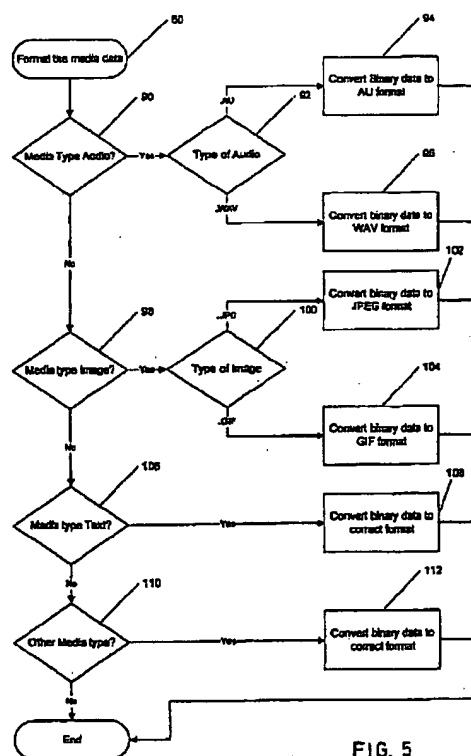 60
Format the media data
90
Media Type Audio?
Yes
92
Type of Audio
.AU
.WAV
94
Convert Binary data to
AU format
96
Convert binary data to
WAV format
No
98
Media type Image?
Yes
100
Type of Image
.JPG
.GIF
102
Convert binary data to
JPEG format
104
Convert binary data to
GIF format
No
106
Media type Text?
Yes
108
Convert binary data to
correct format
No
110
Other Media type?
Yes
112
Convert binary data to
correct format
No
End
FIG. 5